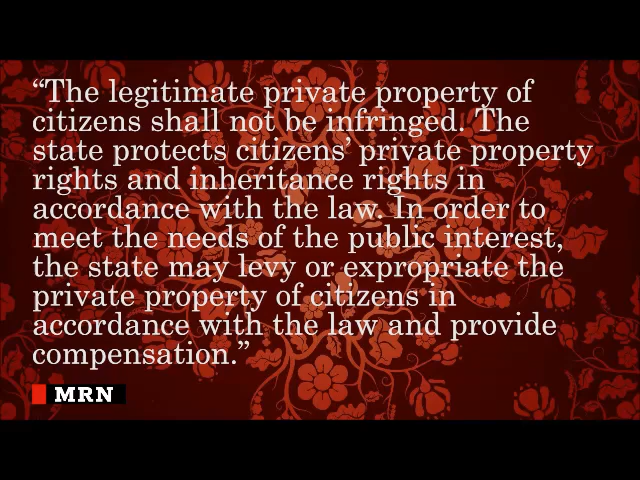 “The legitimate private property of
citizens shall not be infringed. The
state protects citizens’ private property
rights and inheritance rights in
accordance with the law. In order to
meet the needs of the public interest,
the state may levy or expropriate the
private property of citizens in
accordance with the law and provide
compensation.”
MRN